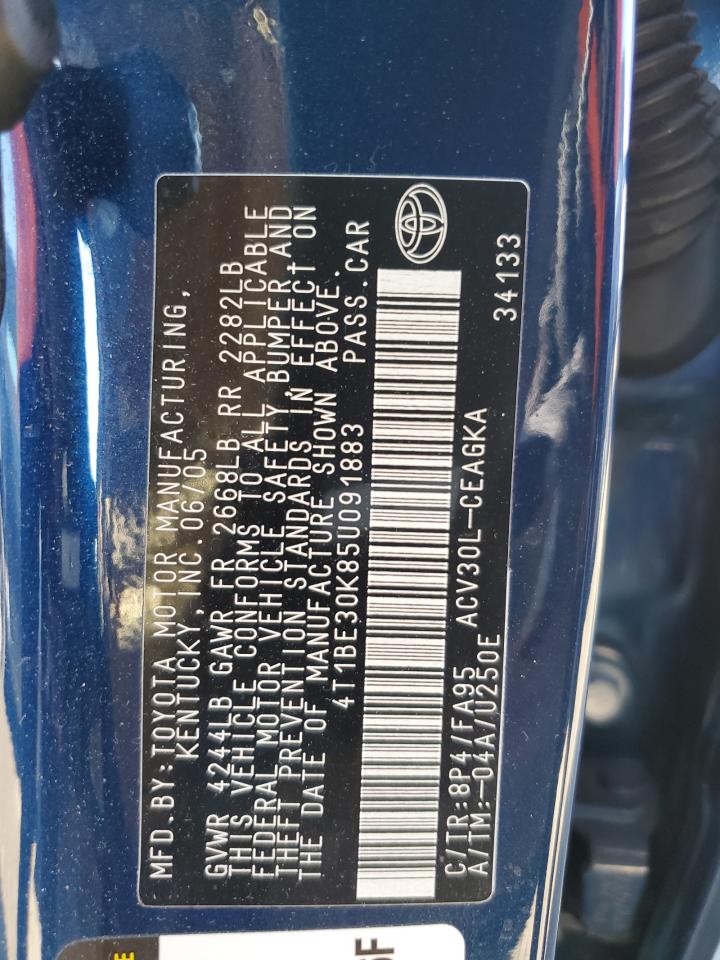 MFD.BY:TOYOTA MOTOR MANUFACTURING,
KENTUCKY,INC.06/05
GVWR 4244LB GAWR FR 2668LB RR 2282LB
THIS VEHICLE CONFORMS TO ALL APPLICABLE
FEDERAL MOTOR VEHICLE SAFETY,BUMPER AND
THEFT PREVENTION STANDARDS IN EFFECT ON
THE DATE OF MANUFACTURE SHOWN ABOVE.
4T1BE30K85U091883 PASS.CAR
C/TR:8P4/FA95 ACV30L-CEAGKA
A/TM:-04A/U250E
34133